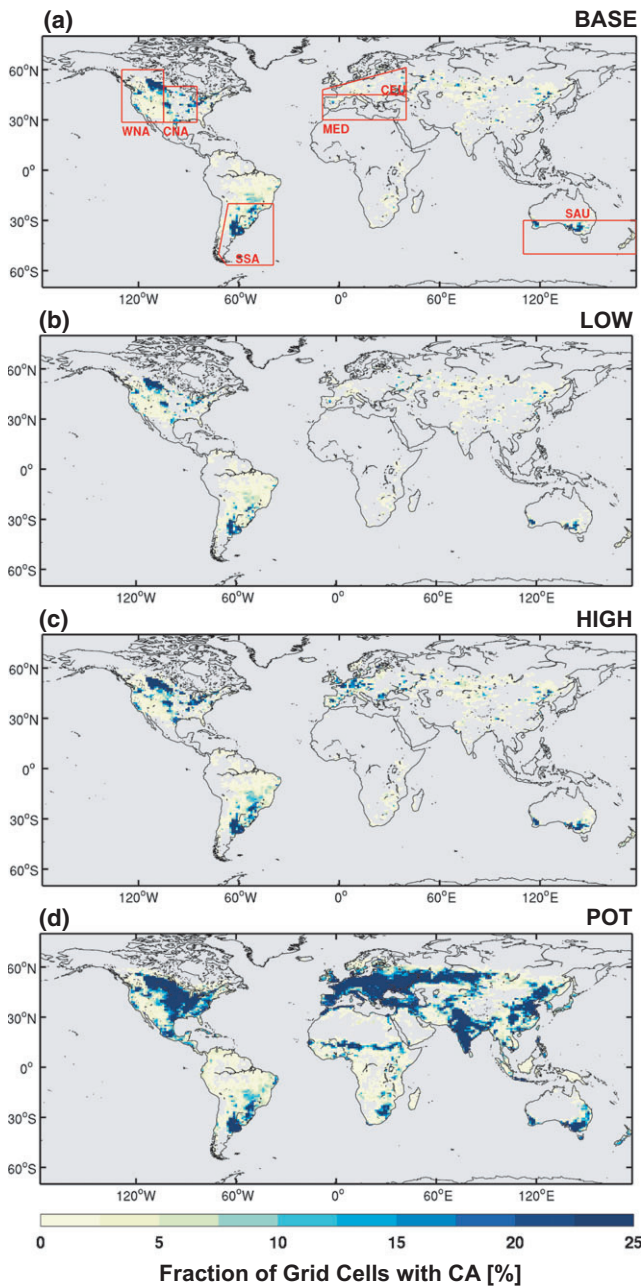 (a) BASE
60°N
30°N
0°
30°S
60°S
WNA CNA
CEU
MED
SSA
SAU
120°W 60°W 0° 60°E 120°E
(b) LOW
60°N
30°N
0°
30°S
60°S
120°W 60°W 0° 60°E 120°E
(c) HIGH
60°N
30°N
0°
30°S
60°S
120°W 60°W 0° 60°E 120°E
(d) POT
60°N
30°N
0°
30°S
60°S
120°W 60°W 0° 60°E 120°E
0 5 10 15 20 25
Fraction of Grid Cells with CA [%]